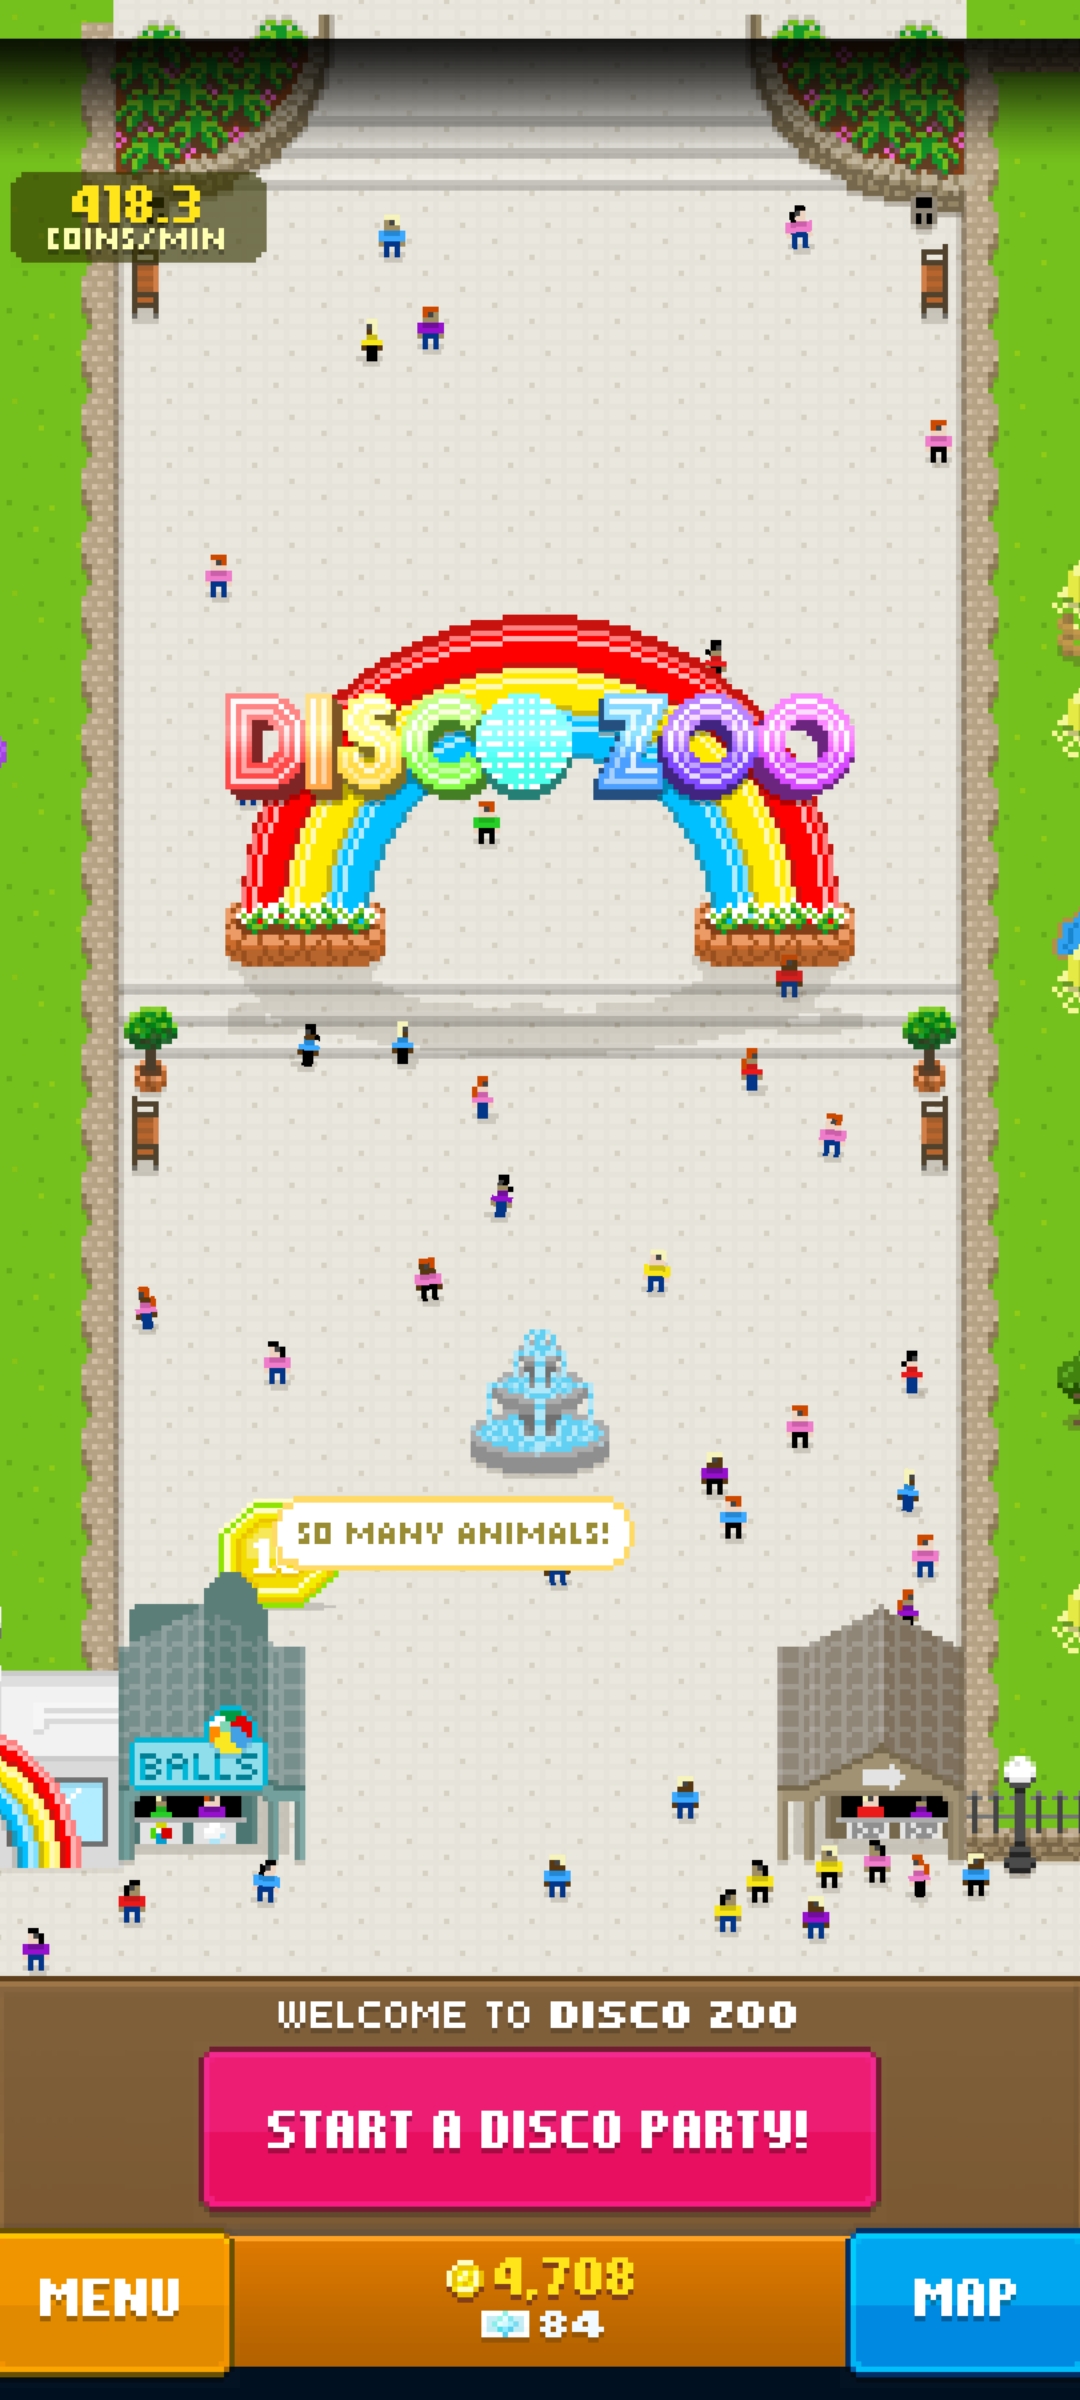 418.3
COINS/MIN
DISCO ZOO
SO MANY ANIMALS!
BALLS
WELCOME TO DISCO ZOO
START A DISCO PARTY!
MENU
4,708
84
MAP